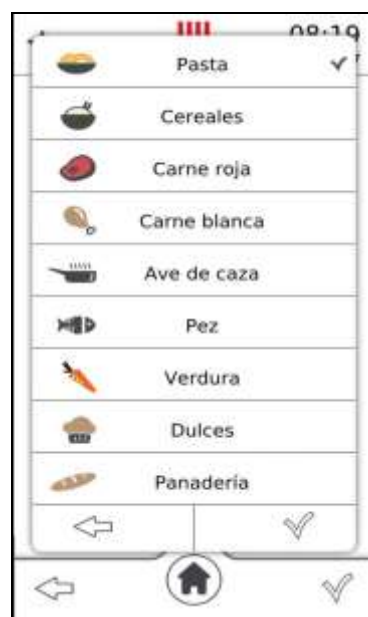 08:19
Pasta
Cereales
Carne roja
Carne blanca
Ave de caza
Pez
Verdura
Dulces
Panadería